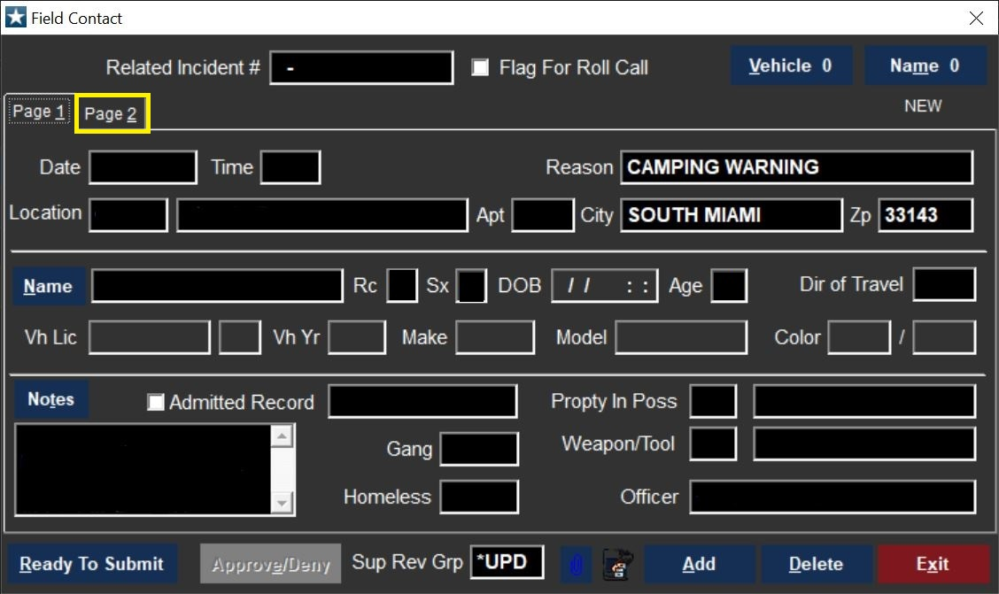 Field Contact
Related Incident # - Flag For Roll Call Vehicle 0 Name 0
Page 1 Page 2 NEW
Date Time Reason CAMPING WARNING
Location Apt City SOUTH MIAMI Zp 33143
Name Rc Sx DOB / / : : Age Dir of Travel
Vh Lic Vh Yr Make Model Color /
Notes Admitted Record Propty In Poss
Gang Weapon/Tool
Homeless Officer
Ready To Submit Approve/Deny Sup Rev Grp *UPD Add Delete Exit